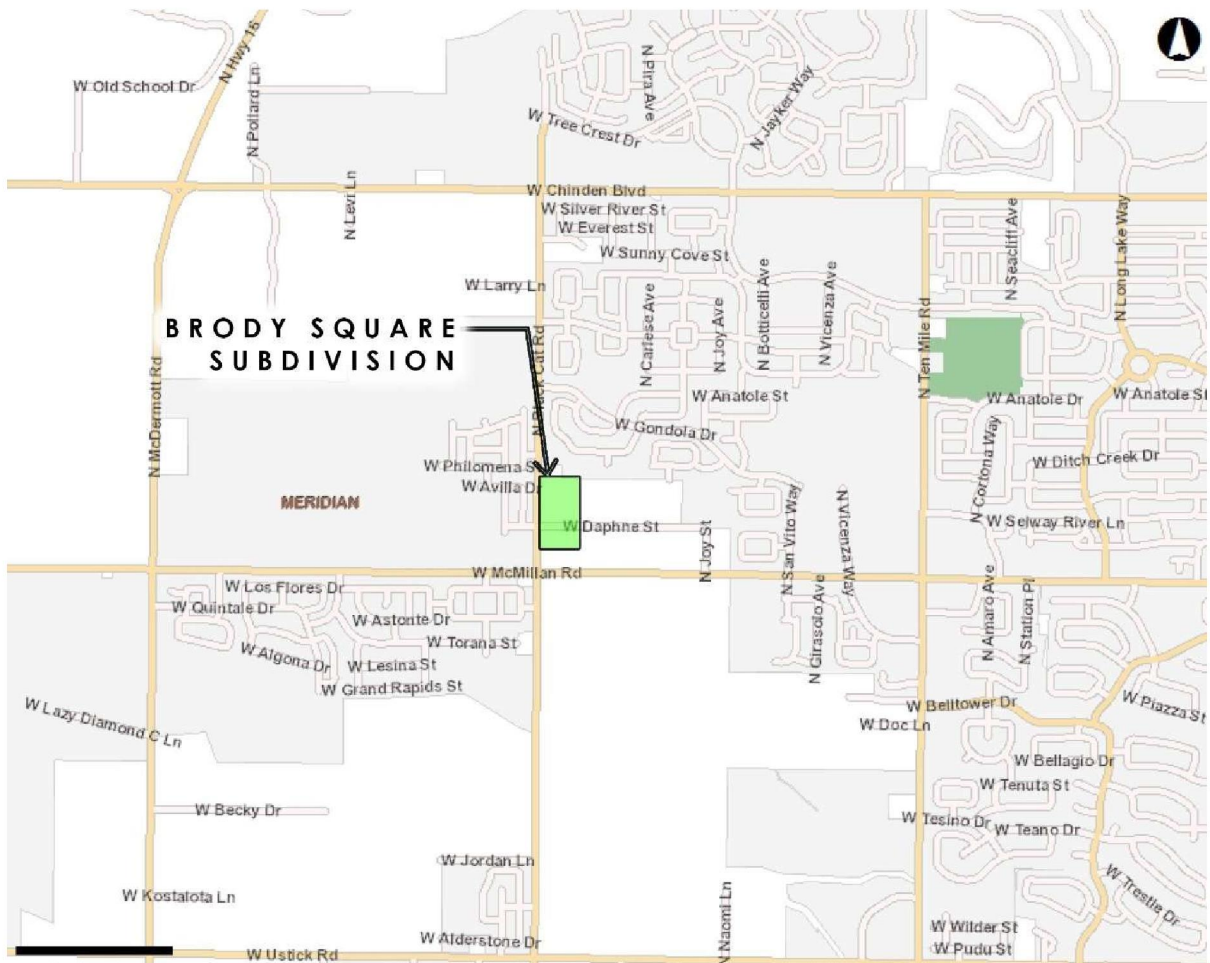 N Hwy 16
W Old School Dr
N Pollard Ln
N Pira Ave
N Jayker Way
W Tree Crest Dr
W Chinden Blvd
N Levi Ln
W Silver River St
W Everest St
W Sunny Cove St
N Seacliff Ave
N Long Lake Way
W Larry Ln
N Carlese Ave
N Joy Ave
N Botticelli Ave
N Vicenza Ave
N Ten Mile Rd
BRODY SQUARE
SUBDIVISION
N Black Cat Rd
N McDermott Rd
W Anatole St
W Anatole Dr
W Anatole St
W Gondola Dr
N Cortona Way
W Ditch Creek Dr
W Philomena S
W Avilla Dr
MERIDIAN
W Daphne St
N Joy St
N San Vito Way
N Vicenza Way
W Selway River Ln
W McMillan Rd
W Los Flores Dr
W Quintale Dr
W Astonte Dr
W Torana St
W Algona Dr
W Lesina St
W Grand Rapids St
N Girasolo Ave
N Amaro Ave
N Station Pl
W Lazy Diamond C Ln
W Belltower Dr
W Doc Ln
W Piazza St
W Bellagio Dr
W Tenuta St
W Becky Dr
W Tesino Dr
W Teano Dr
W Jordan Ln
W Trestle Dr
W Kostalota Ln
N Naomi Ln
W Wilder St
W Pudu St
W Alderstone Dr
W Ustick Rd